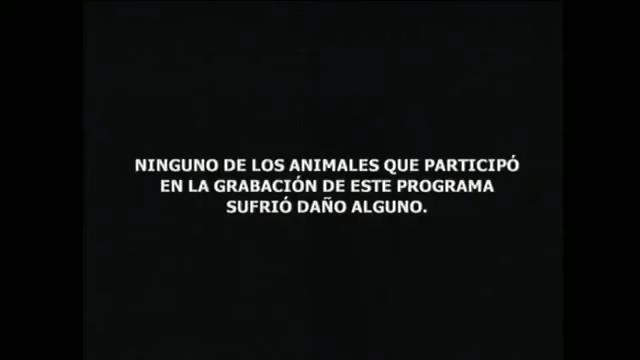 NINGUNO DE LOS ANIMALES QUE PARTICIPÓ
EN LA GRABACIÓN DE ESTE PROGRAMA
SUFRIÓ DAÑO ALGUNO.